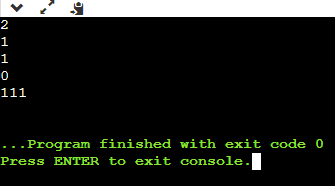 2
1
1
0
111
...Program finished with exit code 0
Press ENTER to exit console.